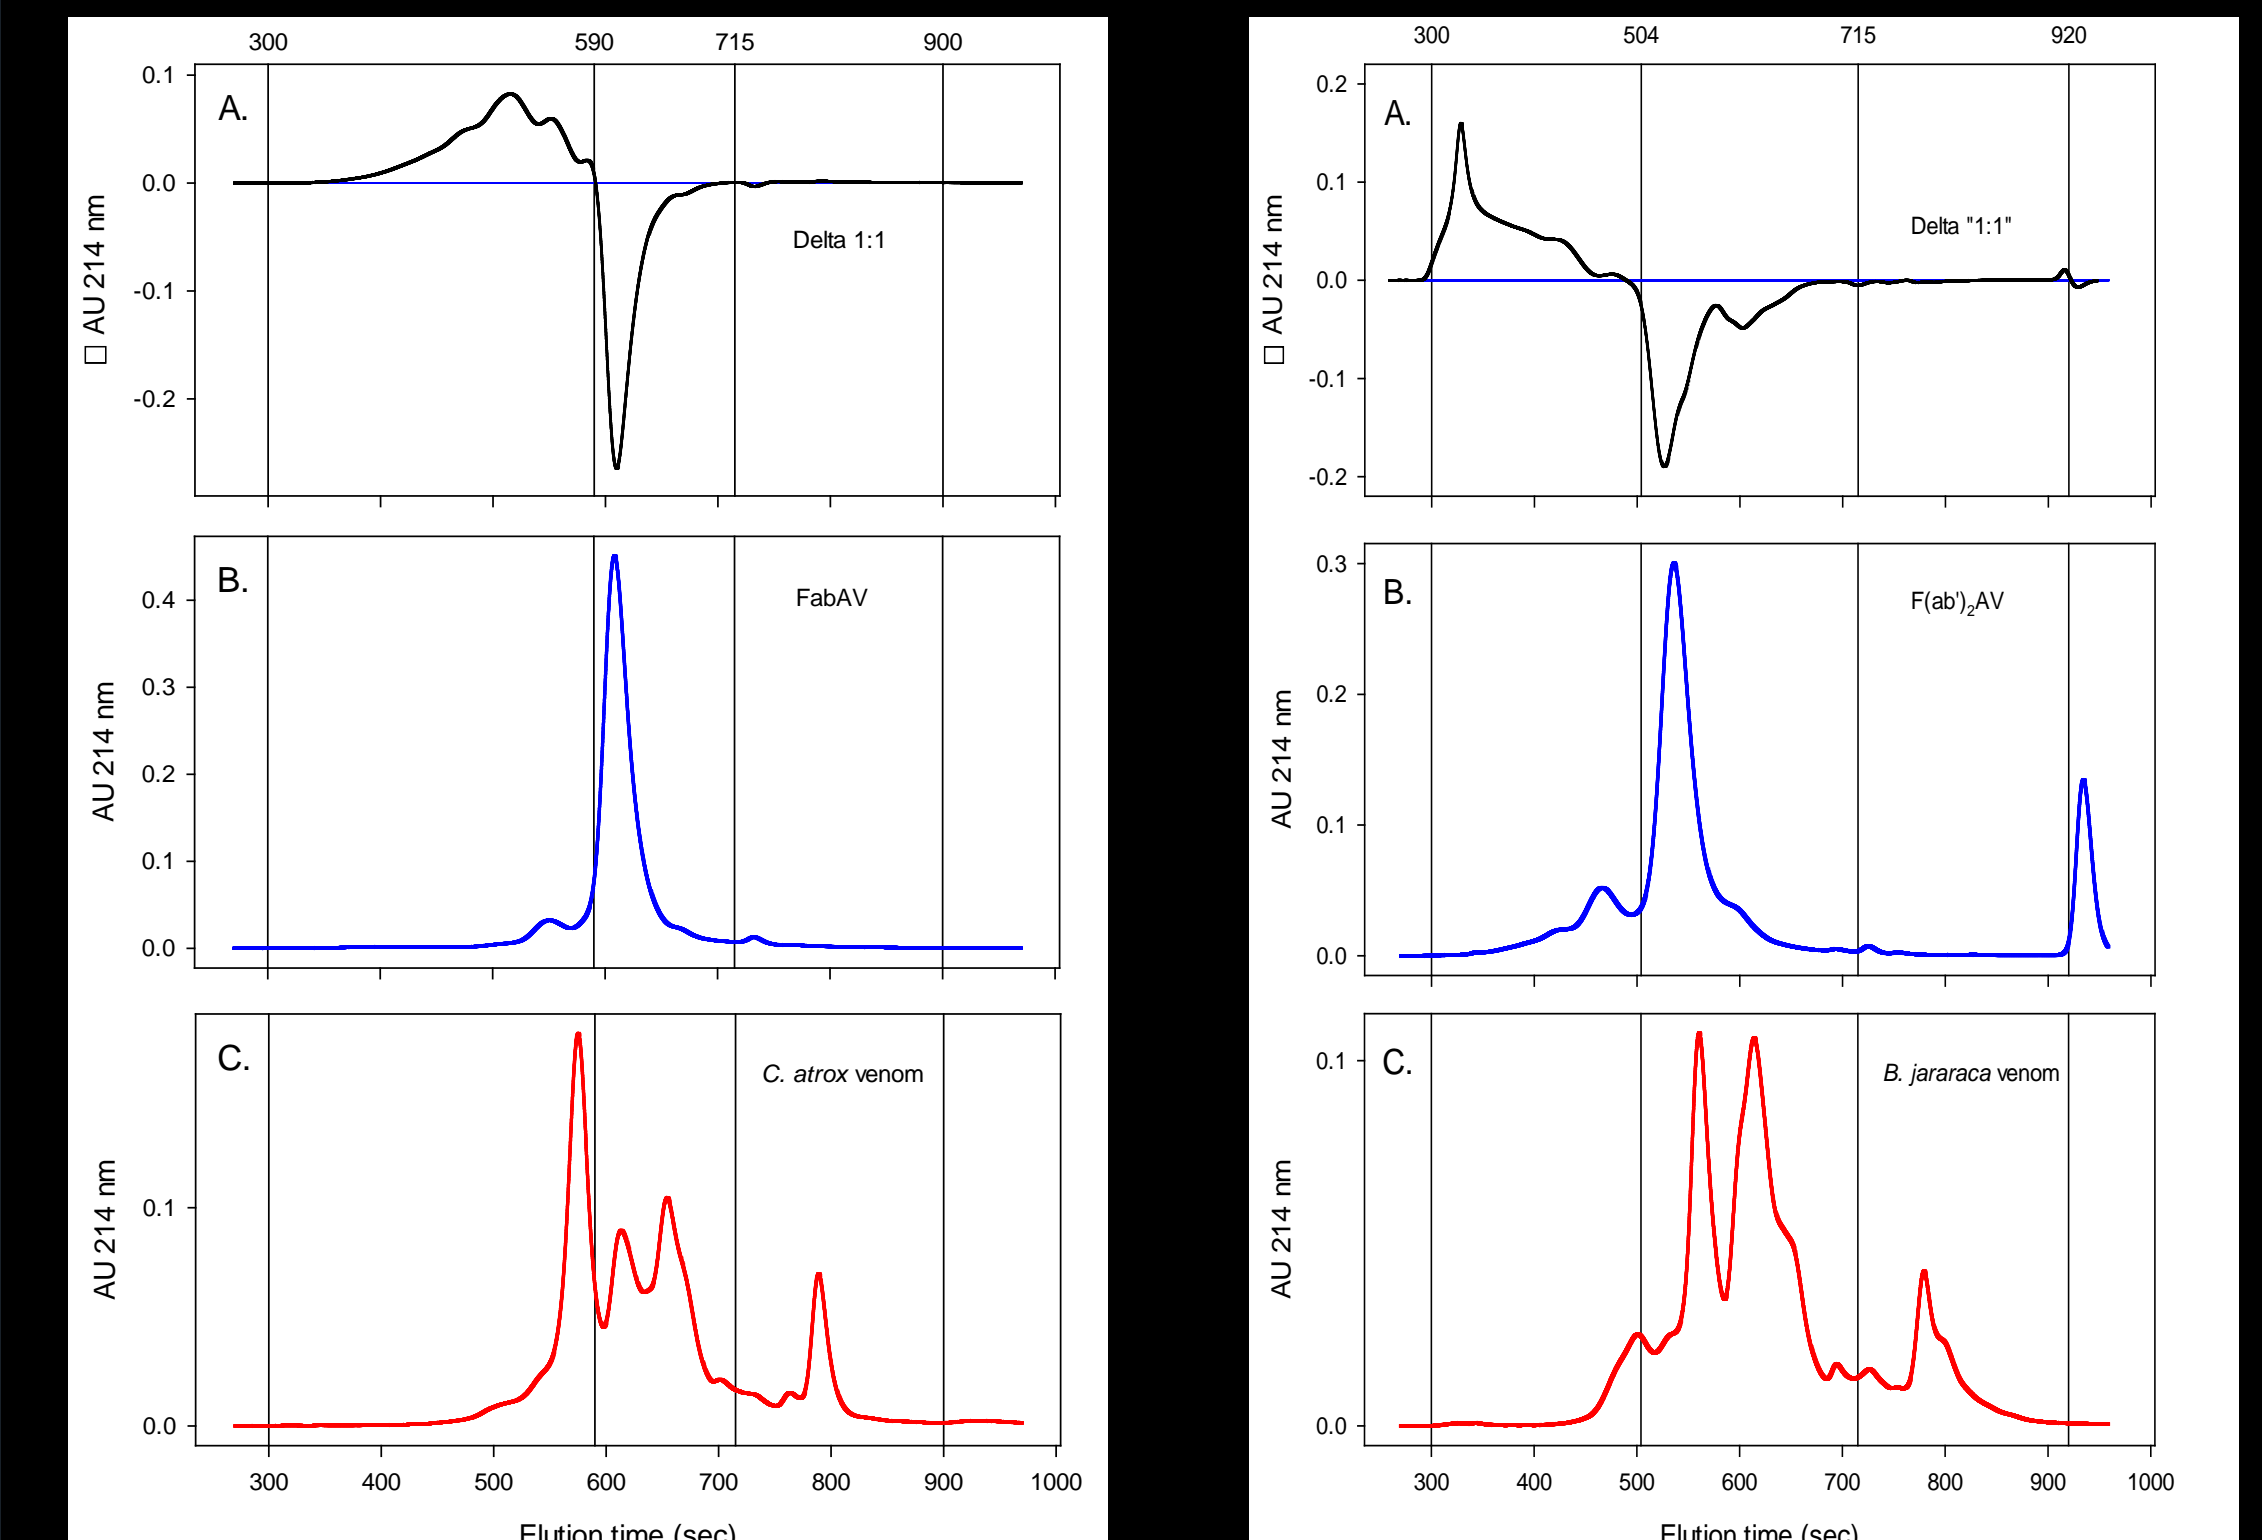 300 590 715 900
0.1
0.0
-0.1
-0.2
A.
Delta 1:1
□ AU 214 nm
0.4
0.3
0.2
0.1
0.0
B.
FabAV
AU 214 nm
0.1
0.0
C.
C. atrox venom
AU 214 nm
300 400 500 600 700 800 900 1000
Elution time (sec)
300 504 715 920
0.2
0.1
0.0
-0.1
-0.2
A.
Delta "1:1"
□ AU 214 nm
0.3
0.2
0.1
0.0
B.
F(ab')₂AV
AU 214 nm
0.1
0.0
C.
B. jararaca venom
AU 214 nm
300 400 500 600 700 800 900 1000
Elution time (sec)